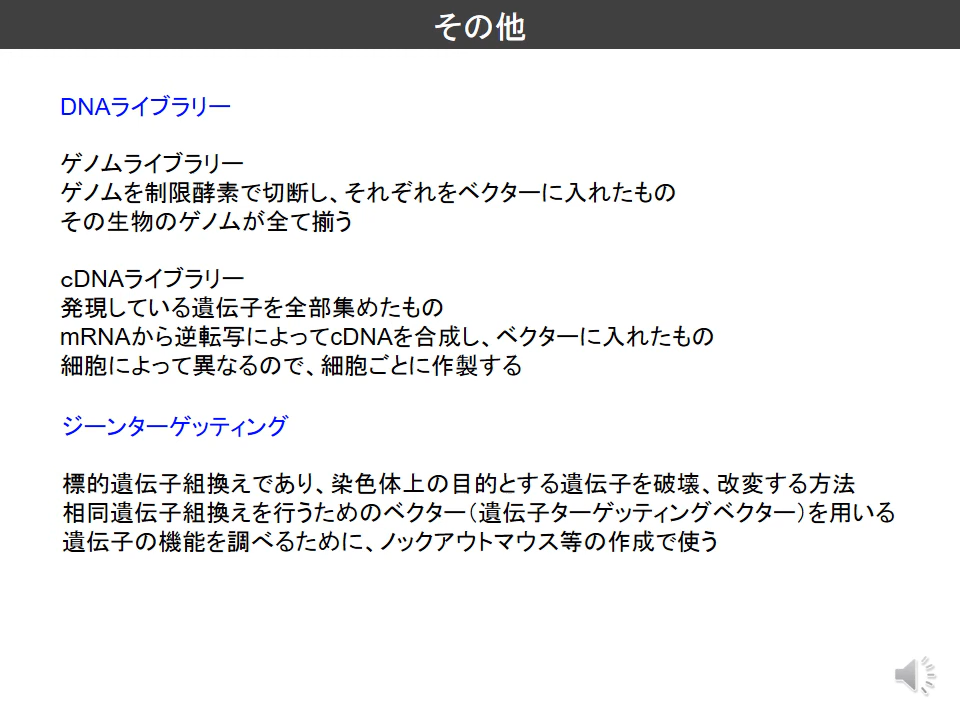 その他
DNAライブラリー
ゲノムライブラリー
ゲノムを制限酵素で切断し、それぞれをベクターに入れたもの
その生物のゲノムが全て揃う
cDNAライブラリー
発現している遺伝子を全部集めたもの
mRNAから逆転写によってcDNAを合成し、ベクターに入れたもの
細胞によって異なるので、細胞ごとに作製する
ジーンターゲッティング
標的遺伝子組換えであり、染色体上の目的とする遺伝子を破壊、改変する方法
相同遺伝子組換えを行うためのベクター（遺伝子ターゲッティングベクター）を用いる
遺伝子の機能を調べるために、ノックアウトマウス等の作成で使う